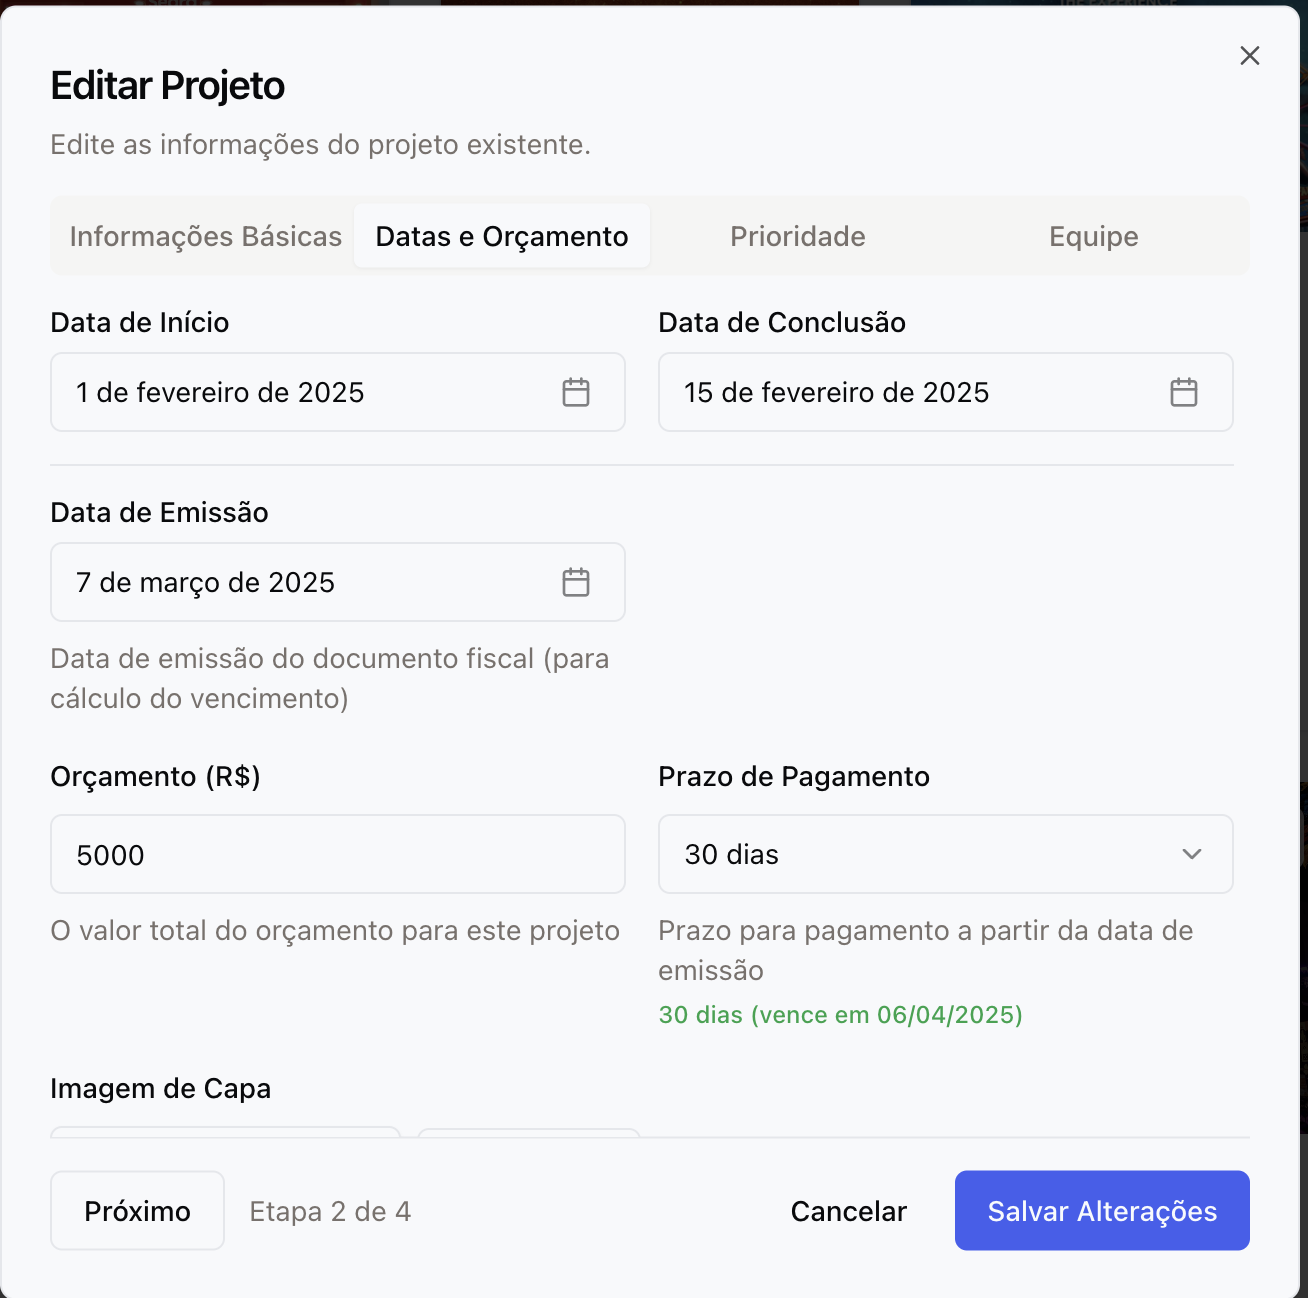 Editar Projeto
Edite as informações do projeto existente.
Informações Básicas
Datas e Orçamento
Prioridade
Equipe
Data de Início
Data de Conclusão
1 de fevereiro de 2025
15 de fevereiro de 2025
Data de Emissão
7 de março de 2025
Data de emissão do documento fiscal (para
cálculo do vencimento)
Orçamento (R$)
Prazo de Pagamento
5000
30 dias
O valor total do orçamento para este projeto
Prazo para pagamento a partir da data de
emissão
30 dias (vence em 06/04/2025)
Imagem de Capa
Próximo
Etapa 2 de 4
Cancelar
Salvar Alterações